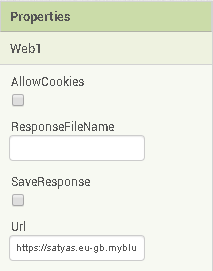 Properties
Web1
AllowCookies
ResponseFileName
SaveResponse
Url
https://satyas.eu-gb.myblu